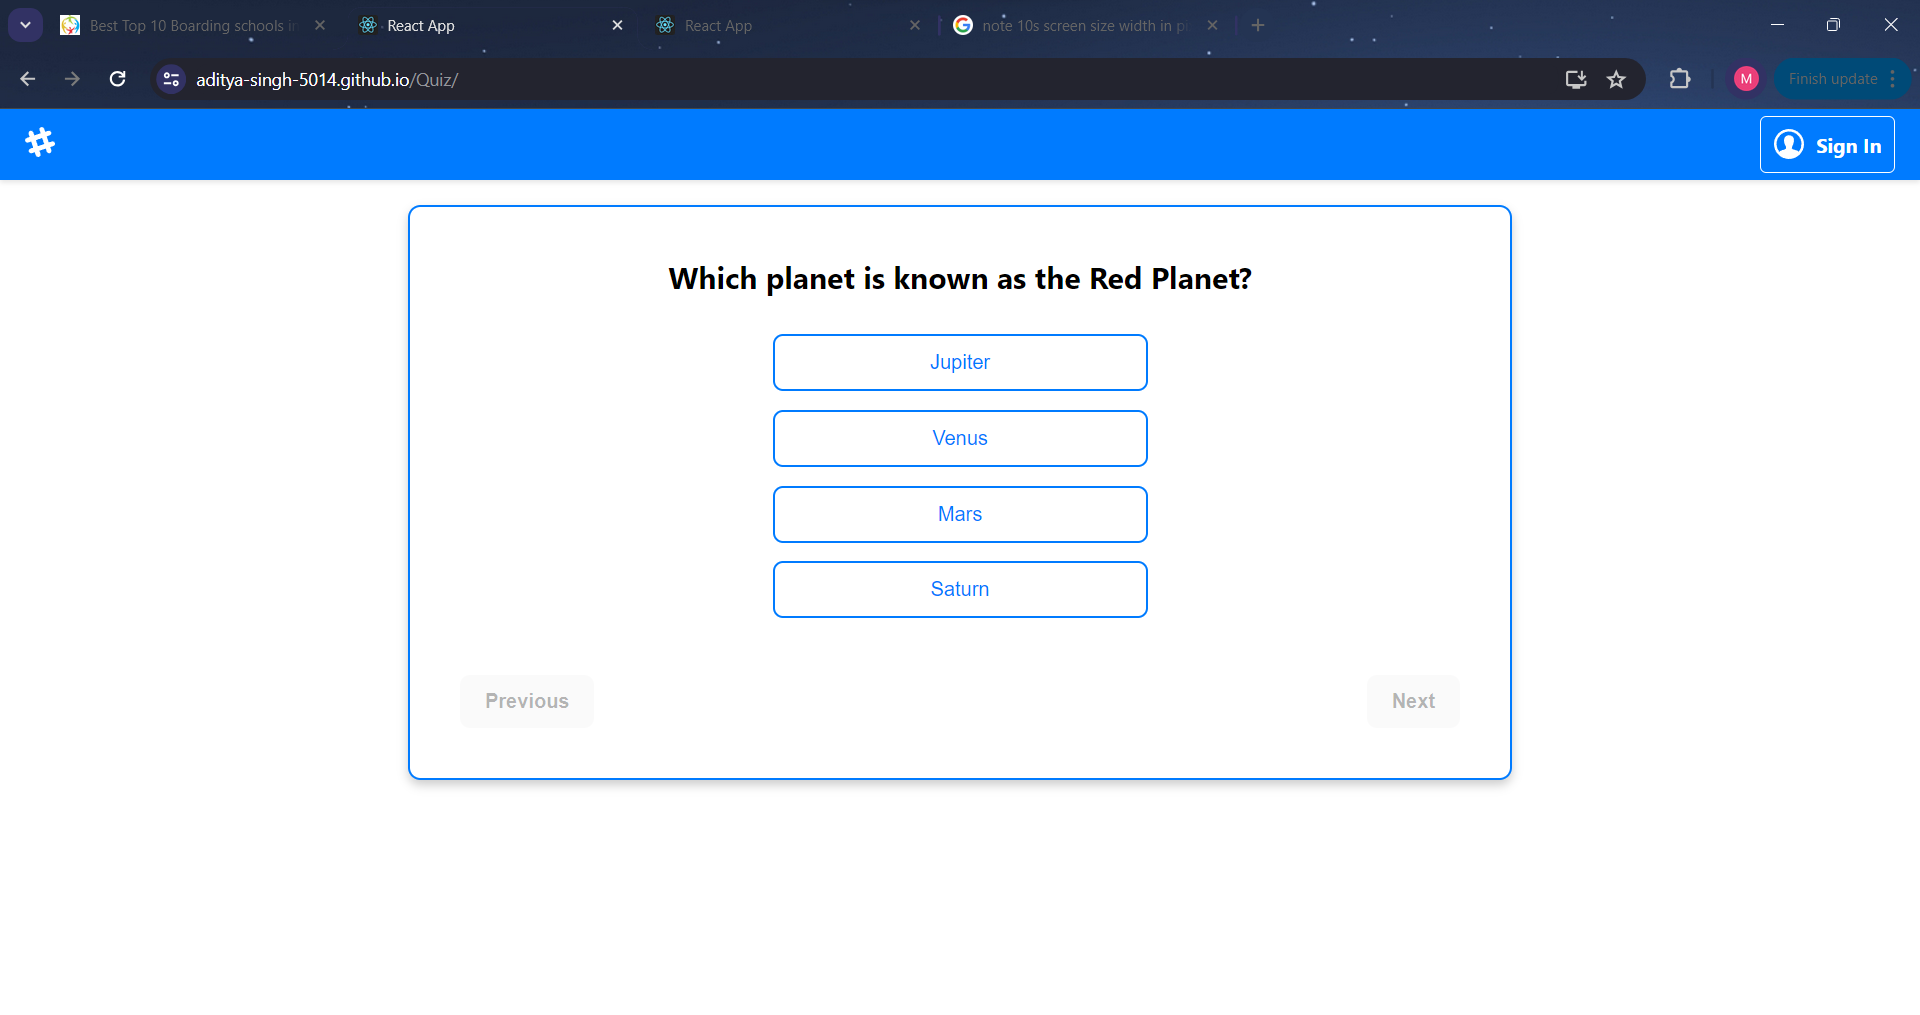 Best Top 10 Boarding schools in
React App
React App
note 10s screen size width in pi
aditya-singh-5014.github.io/Quiz/
M
Finish update
Sign In
Which planet is known as the Red Planet?
Jupiter
Venus
Mars
Saturn
Previous
Next